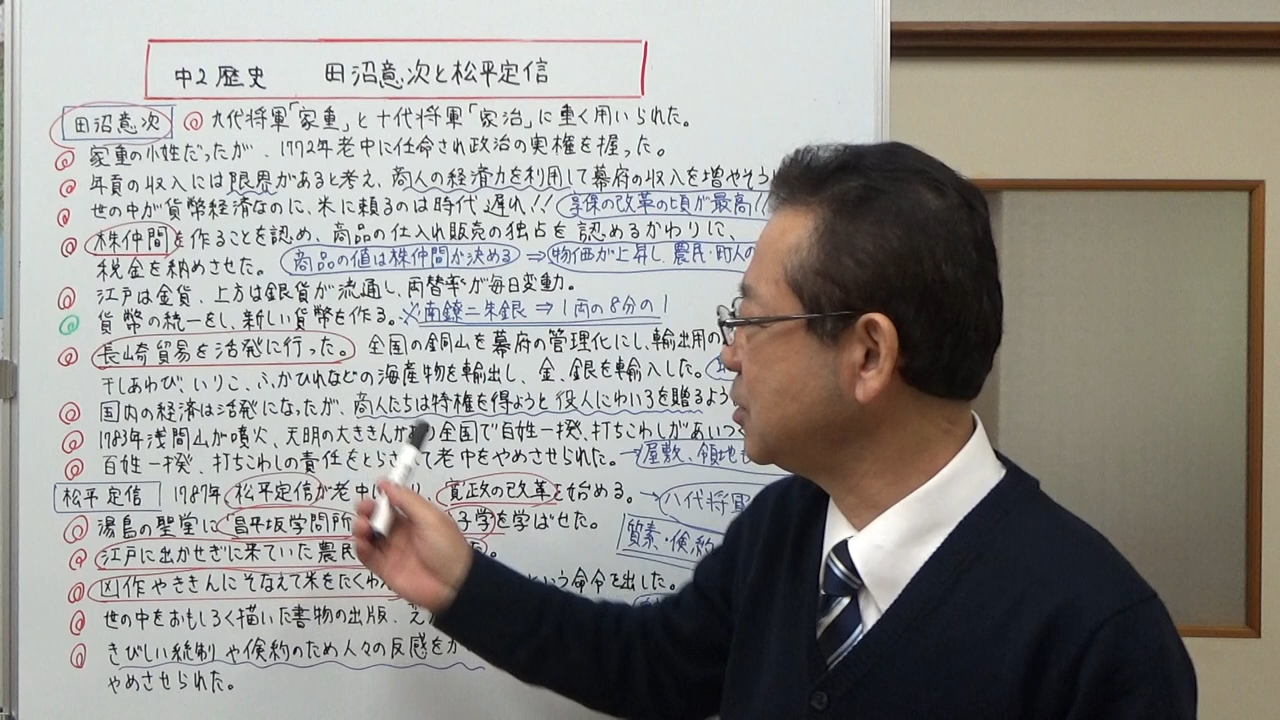 中2歴史 田沼意次と松平定信
田沼意次 九代将軍「家重」と十代将軍「家治」に重く用いられた。
家重の小姓だったが、1772年老中に任命され政治の実権を握った。
年貢の収入には限界があると考え、商人の経済力を利用して幕府の収入を増やそう
世の中が貨幣経済なのに、米に頼るのは時代遅れ!! 享保の改革の頃が最高!!
株仲間を作ることを認め、商品の仕入れ販売の独占を認めるかわりに、
税金を納めさせた。 商品の値は株仲間が決める ⇒ 物価が上昇し、農民・町人の
江戸は金貨、上方は銀貨が流通し、両替率が毎日変動。
貨幣の統一をし、新しい貨幣を作る。※南鐐二朱銀 ⇒ 1両の8分の1
長崎貿易を活発に行った。 全国の銅山を幕府の管理化にし、輸出用の
干しあわび、いりこ、ふかひれなどの海産物を輸出し、金、銀を輸入した。
国内の経済は活発になったが、商人たちは特権を得ようと役人にわいろを贈るよう
1783年浅間山が噴火、天明の大ききんが 全国で百姓一揆、打ちこわしがあいつ
百姓一揆、打ちこわしの責任をとらさ て老中をやめさせられた。→屋敷、領地も
松平定信 1787年 松平定信が老中に り、寛政の改革を始める。→八代将軍
湯島の聖堂に「昌平坂学問所 子学を学ばせた。 質素・倹約
江戸に出かせぎに来ていた農民 。
凶作やききんにそなえて米をたくわ という命令を出した。
世の中をおもしろく描いた書物の出版、
きびしい統制や倹約のため人々の反感を
やめさせられた。